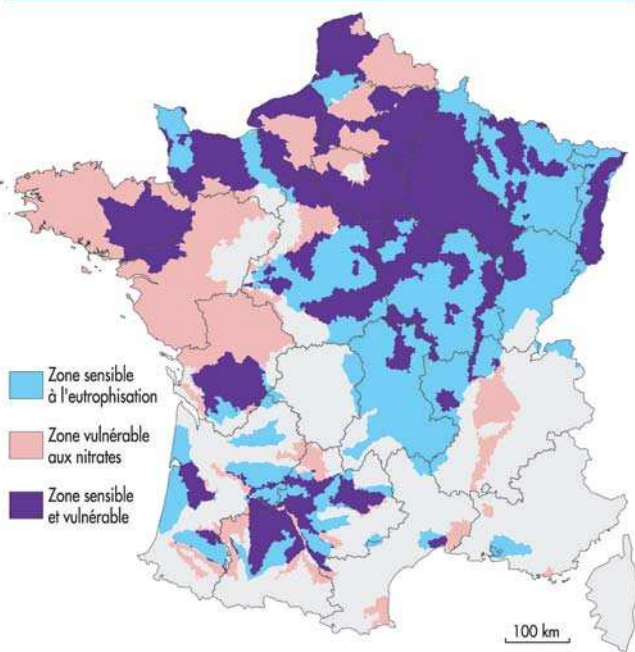 Zone sensible
à l'eutrophisation
Zone vulnérable
aux nitrates
Zone sensible
et vulnérable
100 km